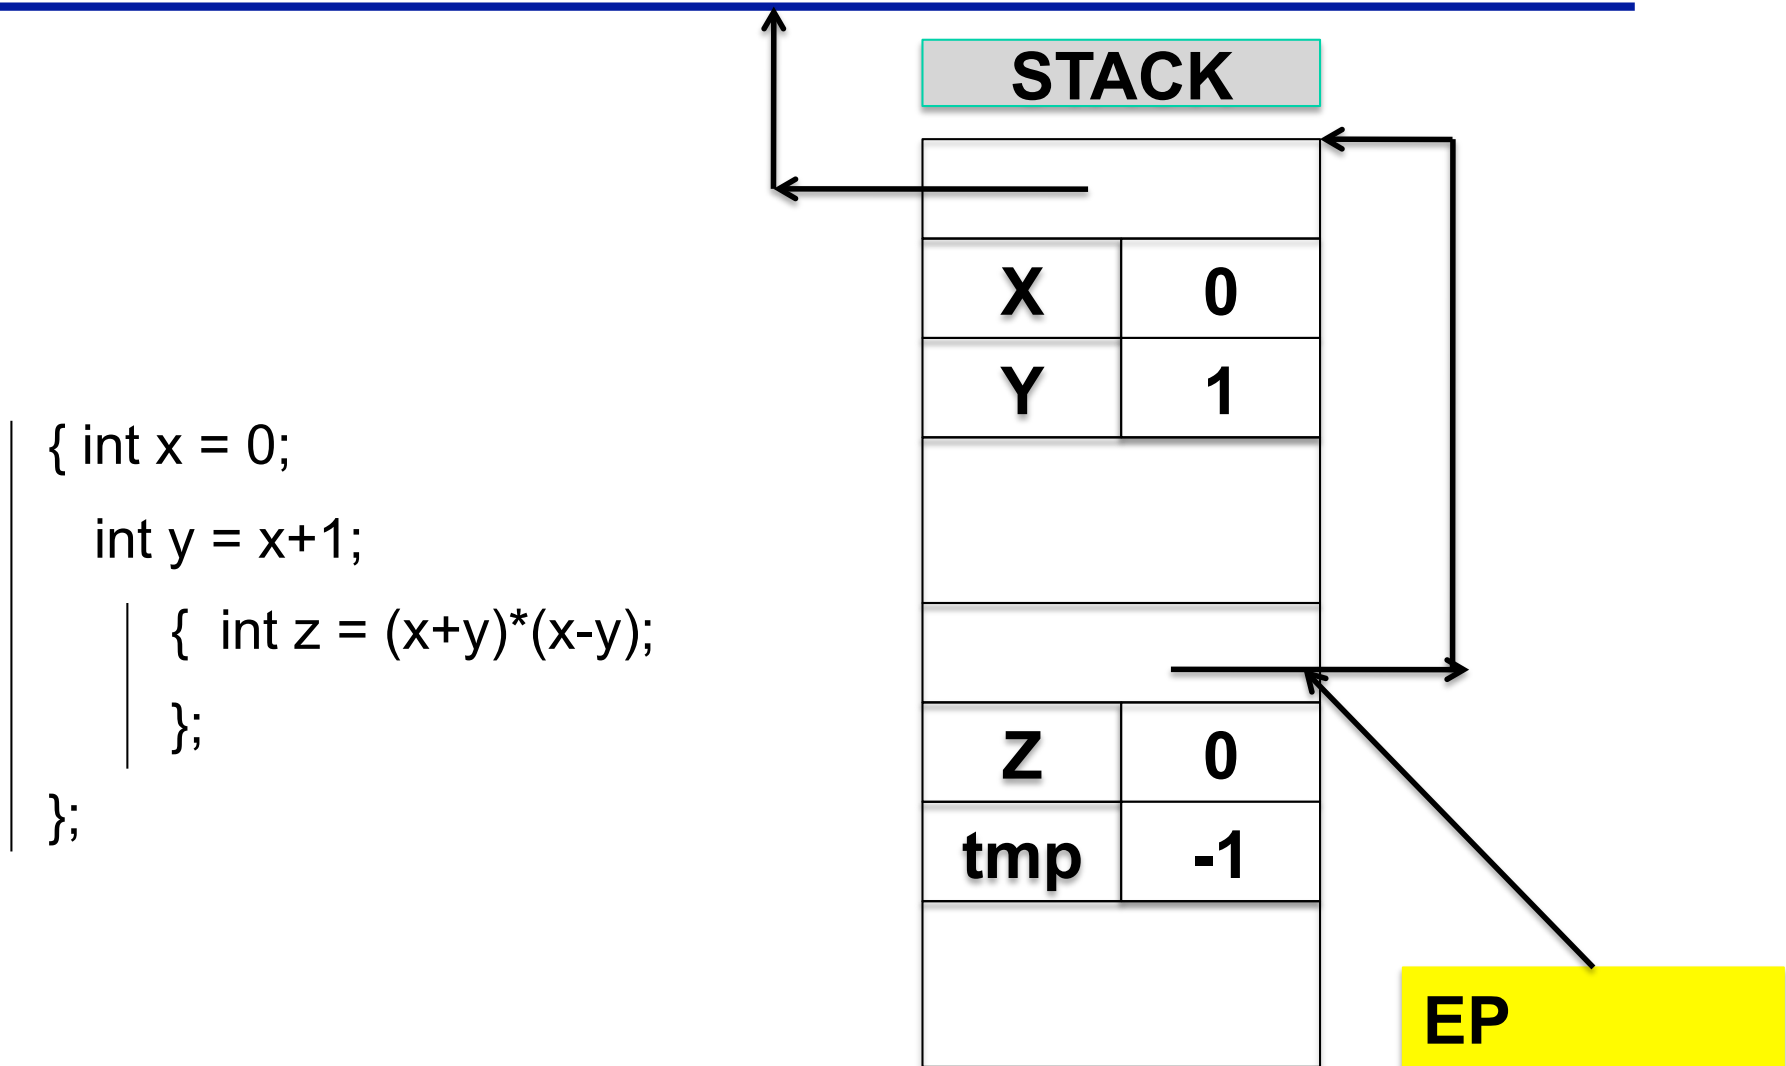 STACK
X 0
Y 1
{ int x = 0;
int y = x+1;
{ int z = (x+y)*(x-y);
};
};
Z 0
tmp -1
EP